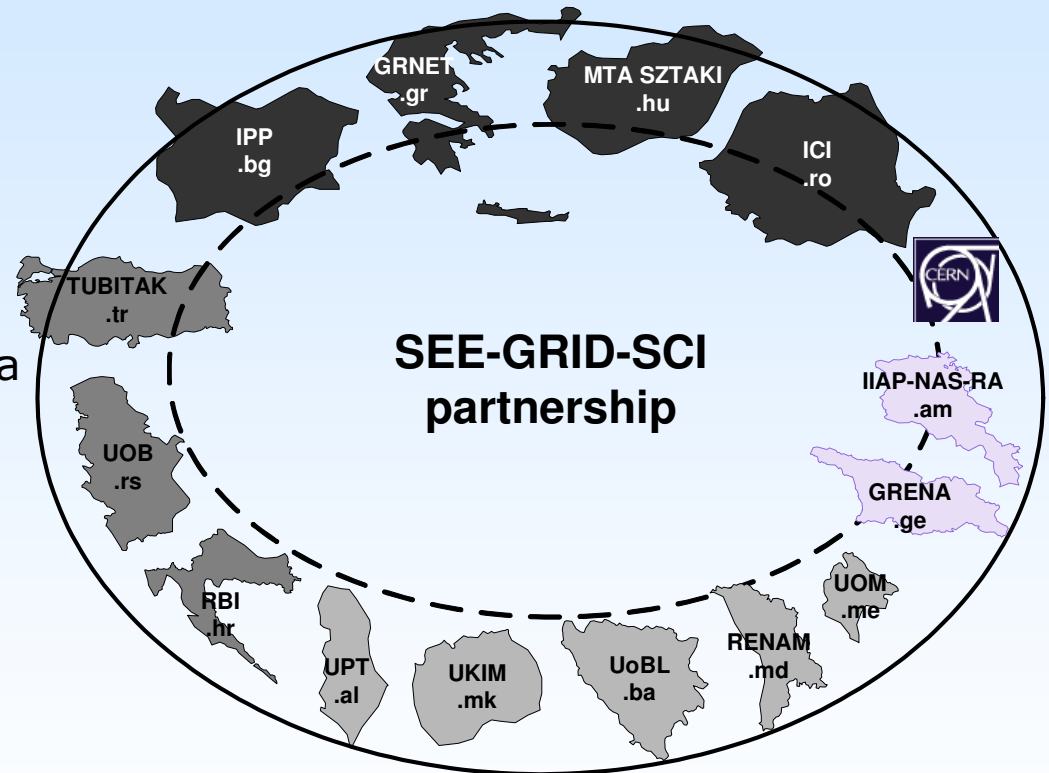 GRNET
.gr
MTA SZTAKI
.hu
IPP
.bg
ICI
.ro
CERN
TUBITAK
.tr
a
SEE-GRID-SCI
partnership
IIAP-NAS-RA
.am
UOB
.rs
GRENA
.ge
RBI
.hr
UOM
.me
UPT
.al
UKIM
.mk
UoBL
.ba
RENAM
.md